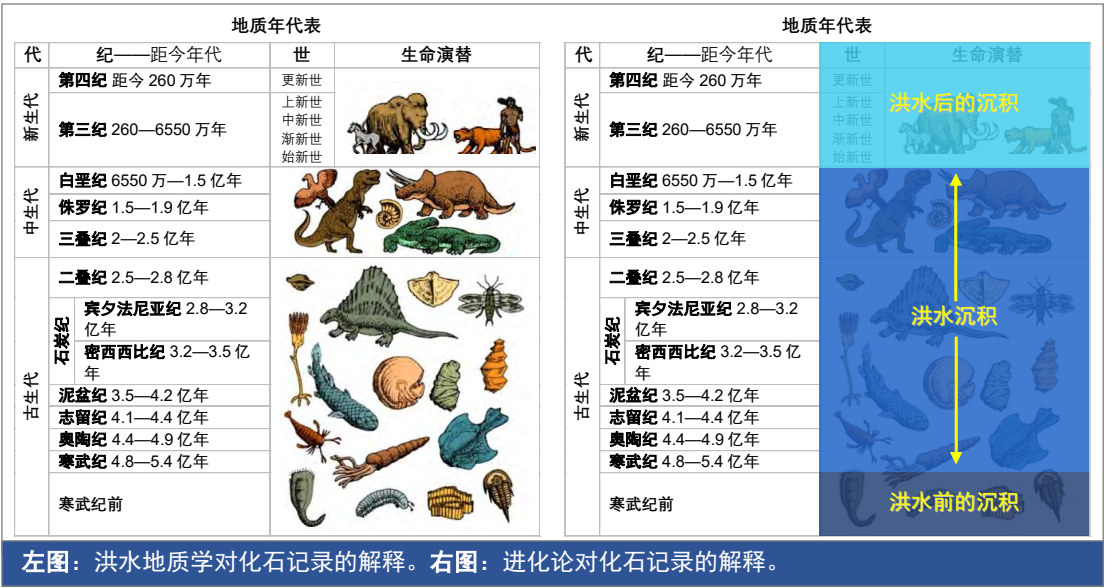 地质年代表
代 纪——距今年代 世 生命演替
新生代
第四纪 距今 260 万年
更新世
第三纪 260—6550 万年
上新世
中新世
渐新世
始新世
中生代
白垩纪 6550 万—1.5 亿年
侏罗纪 1.5—1.9 亿年
三叠纪 2—2.5 亿年
古生代
二叠纪 2.5—2.8 亿年
石炭纪
宾夕法尼亚纪 2.8—3.2
亿年
密西西比纪 3.2—3.5 亿
年
泥盆纪 3.5—4.2 亿年
志留纪 4.1—4.4 亿年
奥陶纪 4.4—4.9 亿年
寒武纪 4.8—5.4 亿年
寒武纪前
地质年代表
代 纪——距今年代 世 生命演替
新生代
第四纪 距今 260 万年
更新世
第三纪 260—6550 万年
上新世
中新世
渐新世
始新世
洪水后的沉积
中生代
白垩纪 6550 万—1.5 亿年
侏罗纪 1.5—1.9 亿年
三叠纪 2—2.5 亿年
古生代
二叠纪 2.5—2.8 亿年
石炭纪
宾夕法尼亚纪 2.8—3.2
亿年
洪水沉积
密西西比纪 3.2—3.5 亿
年
泥盆纪 3.5—4.2 亿年
志留纪 4.1—4.4 亿年
奥陶纪 4.4—4.9 亿年
寒武纪 4.8—5.4 亿年
寒武纪前
洪水前的沉积
左图：洪水地质学对化石记录的解释。右图：进化论对化石记录的解释。